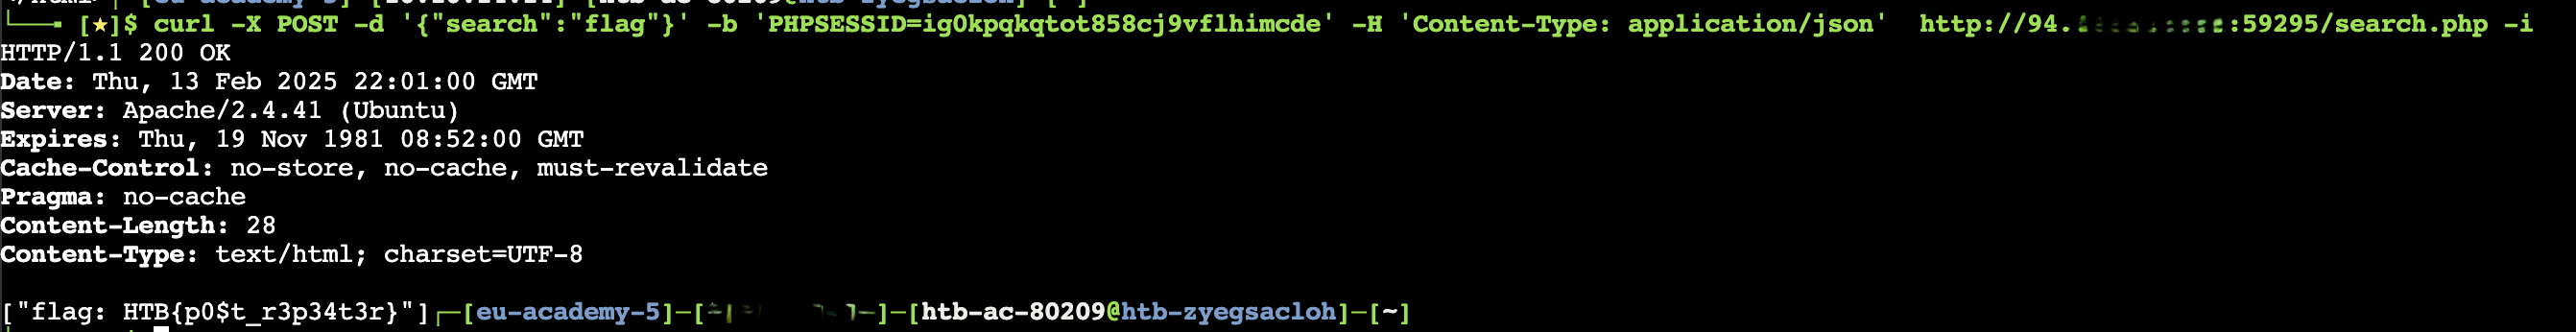 └──╼ [★]$ curl -X POST -d '{"search":"flag"}' -b 'PHPSESSID=ig0kpqkqtot858cj9vflhimcde' -H 'Content-Type: application/json'  http://94. :59295/search.php -i
HTTP/1.1 200 OK
Date: Thu, 13 Feb 2025 22:01:00 GMT
Server: Apache/2.4.41 (Ubuntu)
Expires: Thu, 19 Nov 1981 08:52:00 GMT
Cache-Control: no-store, no-cache, must-revalidate
Pragma: no-cache
Content-Length: 28
Content-Type: text/html; charset=UTF-8

["flag: HTB{p0$t_r3p34t3r}"]┌─[eu-academy-5]─[ ]─[htb-ac-80209@htb-zyegsacloh]─[~]